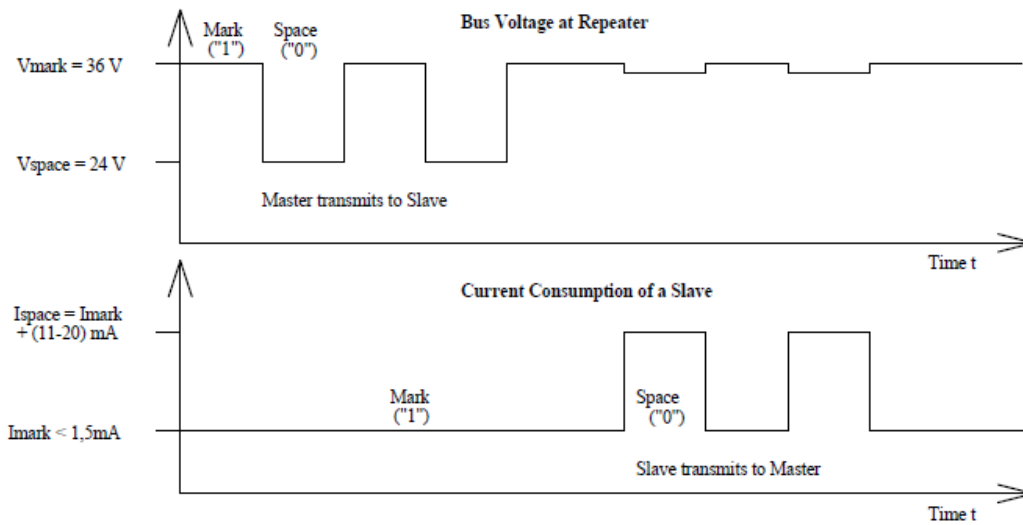 Bus Voltage at Repeater
Mark
("1")
Space
("0")
Vmark = 36 V
Vspace = 24 V
Master transmits to Slave
Time t
Current Consumption of a Slave
Ispace = Imark
+ (11-20) mA
Mark
("1")
Space
("0")
Imark < 1,5mA
Slave transmits to Master
Time t